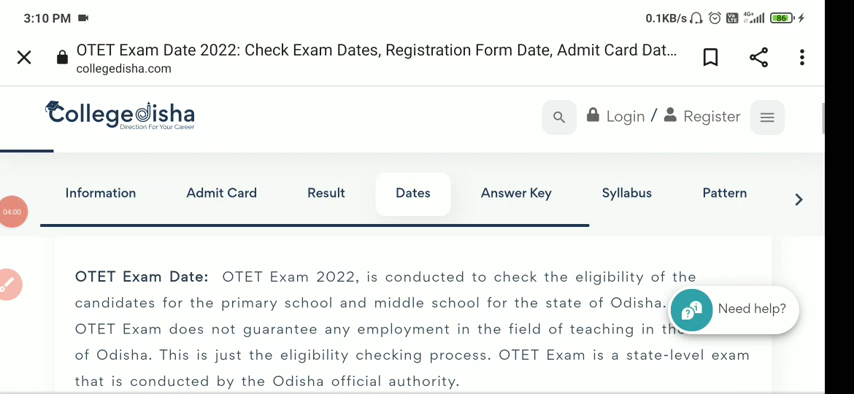 3:10 PM
0.1KB/s 4G+ 86
OTET Exam Date 2022: Check Exam Dates, Registration Form Date, Admit Card Dat...
collegedisha.com
Collegedisha
Direction For Your Career
Login / Register
Information Admit Card Result Dates Answer Key Syllabus Pattern
04:00
OTET Exam Date: OTET Exam 2022, is conducted to check the eligibility of the
candidates for the primary school and middle school for the state of Odisha.
Need help?
OTET Exam does not guarantee any employment in the field of teaching in the
of Odisha. This is just the eligibility checking process. OTET Exam is a state-level exam
that is conducted by the Odisha official authority.